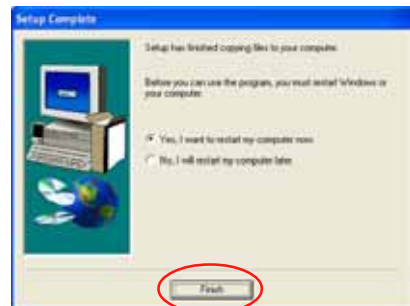 Setup Complete
Setup has finished copying files to your computer.
Before you can use the program, you must restart Windows or
your computer.
Yes, I want to restart my computer now.
No, I will restart my computer later.
Finish